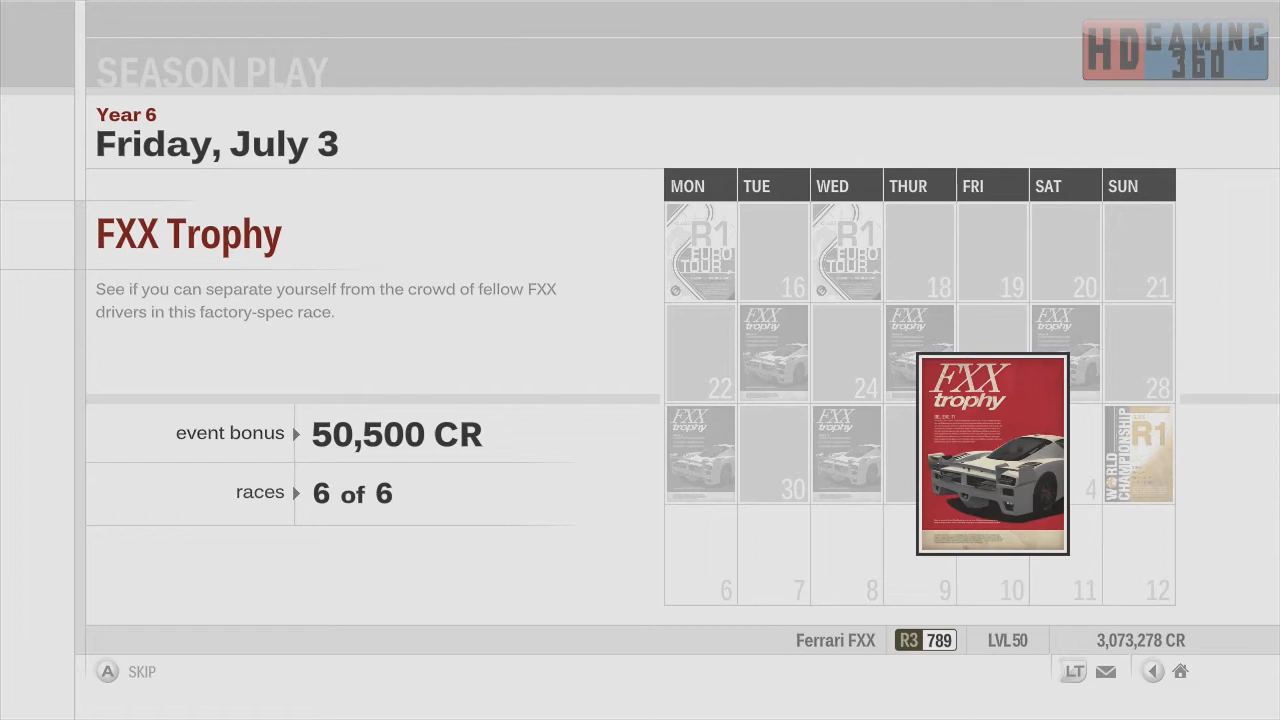 SEASON PLAY
HD GAMING 360
Year 6
Friday, July 3
FXX Trophy
See if you can separate yourself from the crowd of fellow FXX
drivers in this factory-spec race.
event bonus 50,500 CR
races 6 of 6
MON TUE WED THUR FRI SAT SUN
R1 EURO TOUR 16 R1 EURO TOUR 18 19 20 21
22 FXX trophy 24 FXX trophy FXX trophy 28
FXX trophy 30 FXX trophy FXX trophy 4 WORLD CHAMPIONSHIP R1
6 7 8 9 10 11 12
Ferrari FXX R3 789 LVL50 3,073,278 CR
A SKIP LT